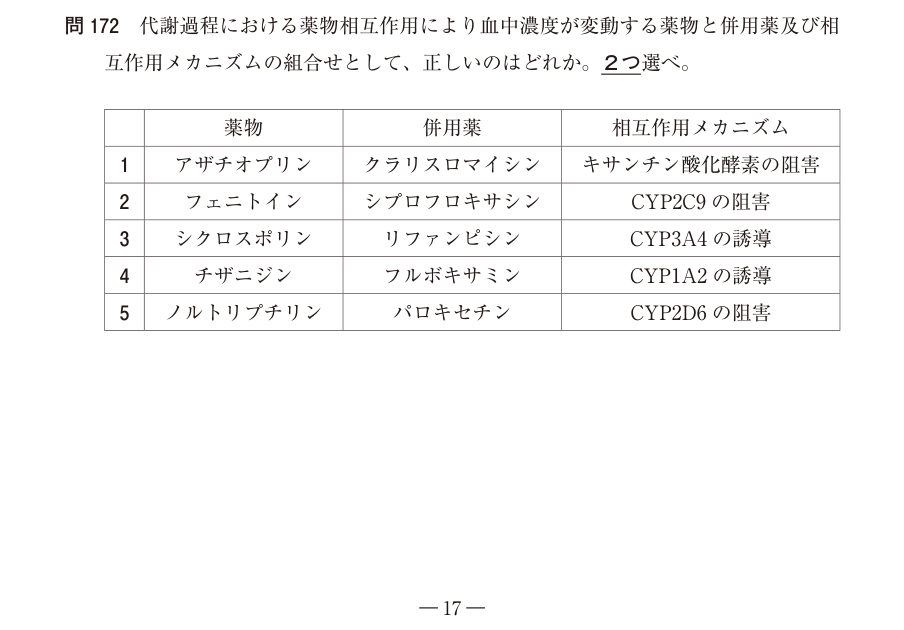 問 172　代謝過程における薬物相互作用により血中濃度が変動する薬物と併用薬及び相
互作用メカニズムの組合せとして、正しいのはどれか。２つ選べ。
薬物　併用薬　相互作用メカニズム
1　アザチオプリン　クラリスロマイシン　キサンチン酸化酵素の阻害
2　フェニトイン　シプロフロキサシン　CYP2C9 の阻害
3　シクロスポリン　リファンピシン　CYP3A4 の誘導
4　チザニジン　フルボキサミン　CYP1A2 の誘導
5　ノルトリプチリン　パロキセチン　CYP2D6 の阻害
― 17 ―